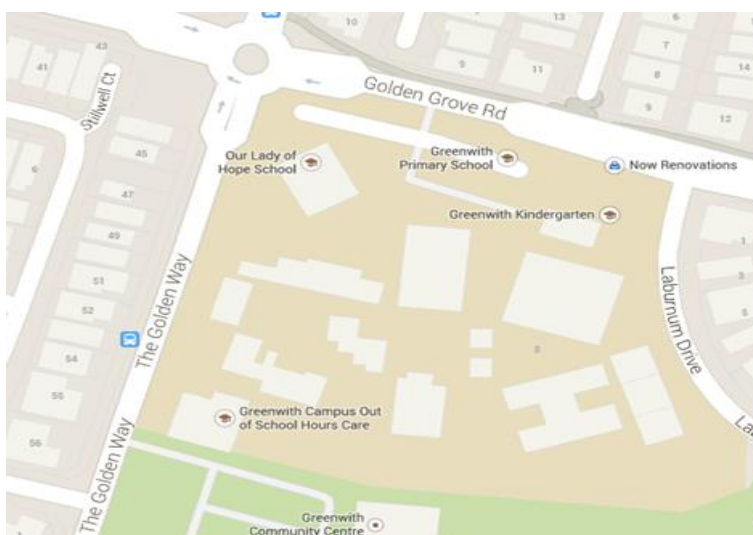 10
13
6
7
8
9
14
12
9
11
43
41
Stillwell Ct
6
45
47
49
51
52
54
55
56
Golden Grove Rd
Our Lady of
Hope School
Greenwith
Primary School
Now Renovations
Greenwith Kindergarten
1
3
5
Laburnum Drive
La
The Golden Way
The Golden Way
8
Greenwith Campus Out
of School Hours Care
Greenwith
Community Centre